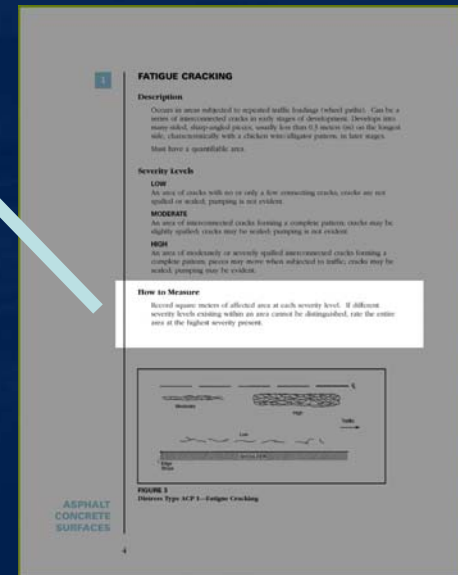 1
FATIGUE CRACKING
Description
Occurs in areas subjected to repeated traffic loadings (wheel paths). Can be a
series of interconnected cracks in early stages of development. Develops into
many-sided, sharp-angled pieces, usually less than 0.3 meters (m) on the longest
side, characteristically with a chicken wire/alligator pattern, in later stages.
Must have a quantifiable area.
Severity Levels
LOW
An area of cracks with no or only a few connecting cracks; cracks are not
spalled or sealed; pumping is not evident.
MODERATE
An area of interconnected cracks forming a complete pattern; cracks may be
slightly spalled; cracks may be sealed; pumping is not evident.
HIGH
An area of moderately or severely spalled interconnected cracks forming a
complete pattern; pieces may move when subjected to traffic; cracks may be
sealed; pumping may be evident.
How to Measure
Record square meters of affected area at each severity level. If different
severity levels existing within an area cannot be distinguished, rate the entire
area at the highest severity present.
Moderate
High
Traffic
Low
SHOULDER
Edge
Stripe
FIGURE 3
Distress Type ACP 1—Fatigue Cracking
ASPHALT
CONCRETE
SURFACES
4